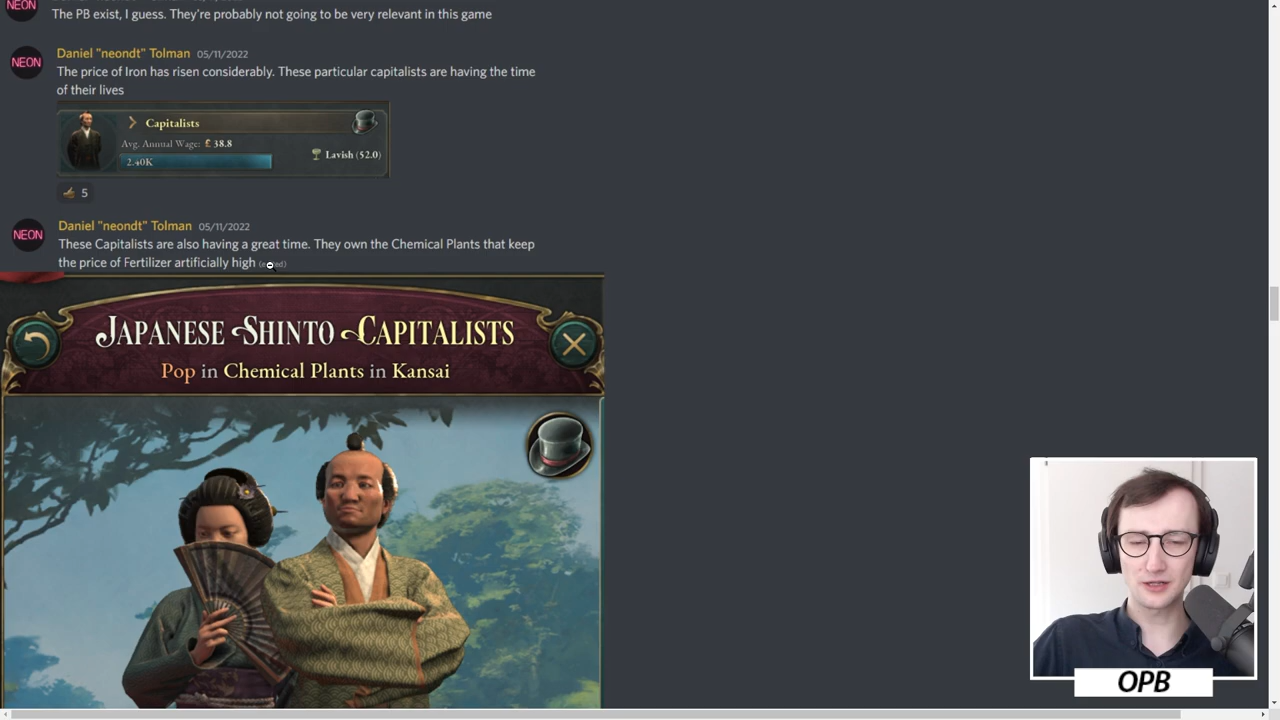 NEON
The PB exist, I guess. They're probably not going to be very relevant in this game
NEON
Daniel "neondt" Tolman 05/11/2022
The price of Iron has risen considerably. These particular capitalists are having the time
of their lives
Capitalists
Avg. Annual Wage: £ 38.8
2.40K
Lavish (52.0)
5
NEON
Daniel "neondt" Tolman 05/11/2022
These Capitalists are also having a great time. They own the Chemical Plants that keep
the price of Fertilizer artificially high
JAPANESE SHINTO CAPITALISTS
Pop in Chemical Plants in Kansai
OPB